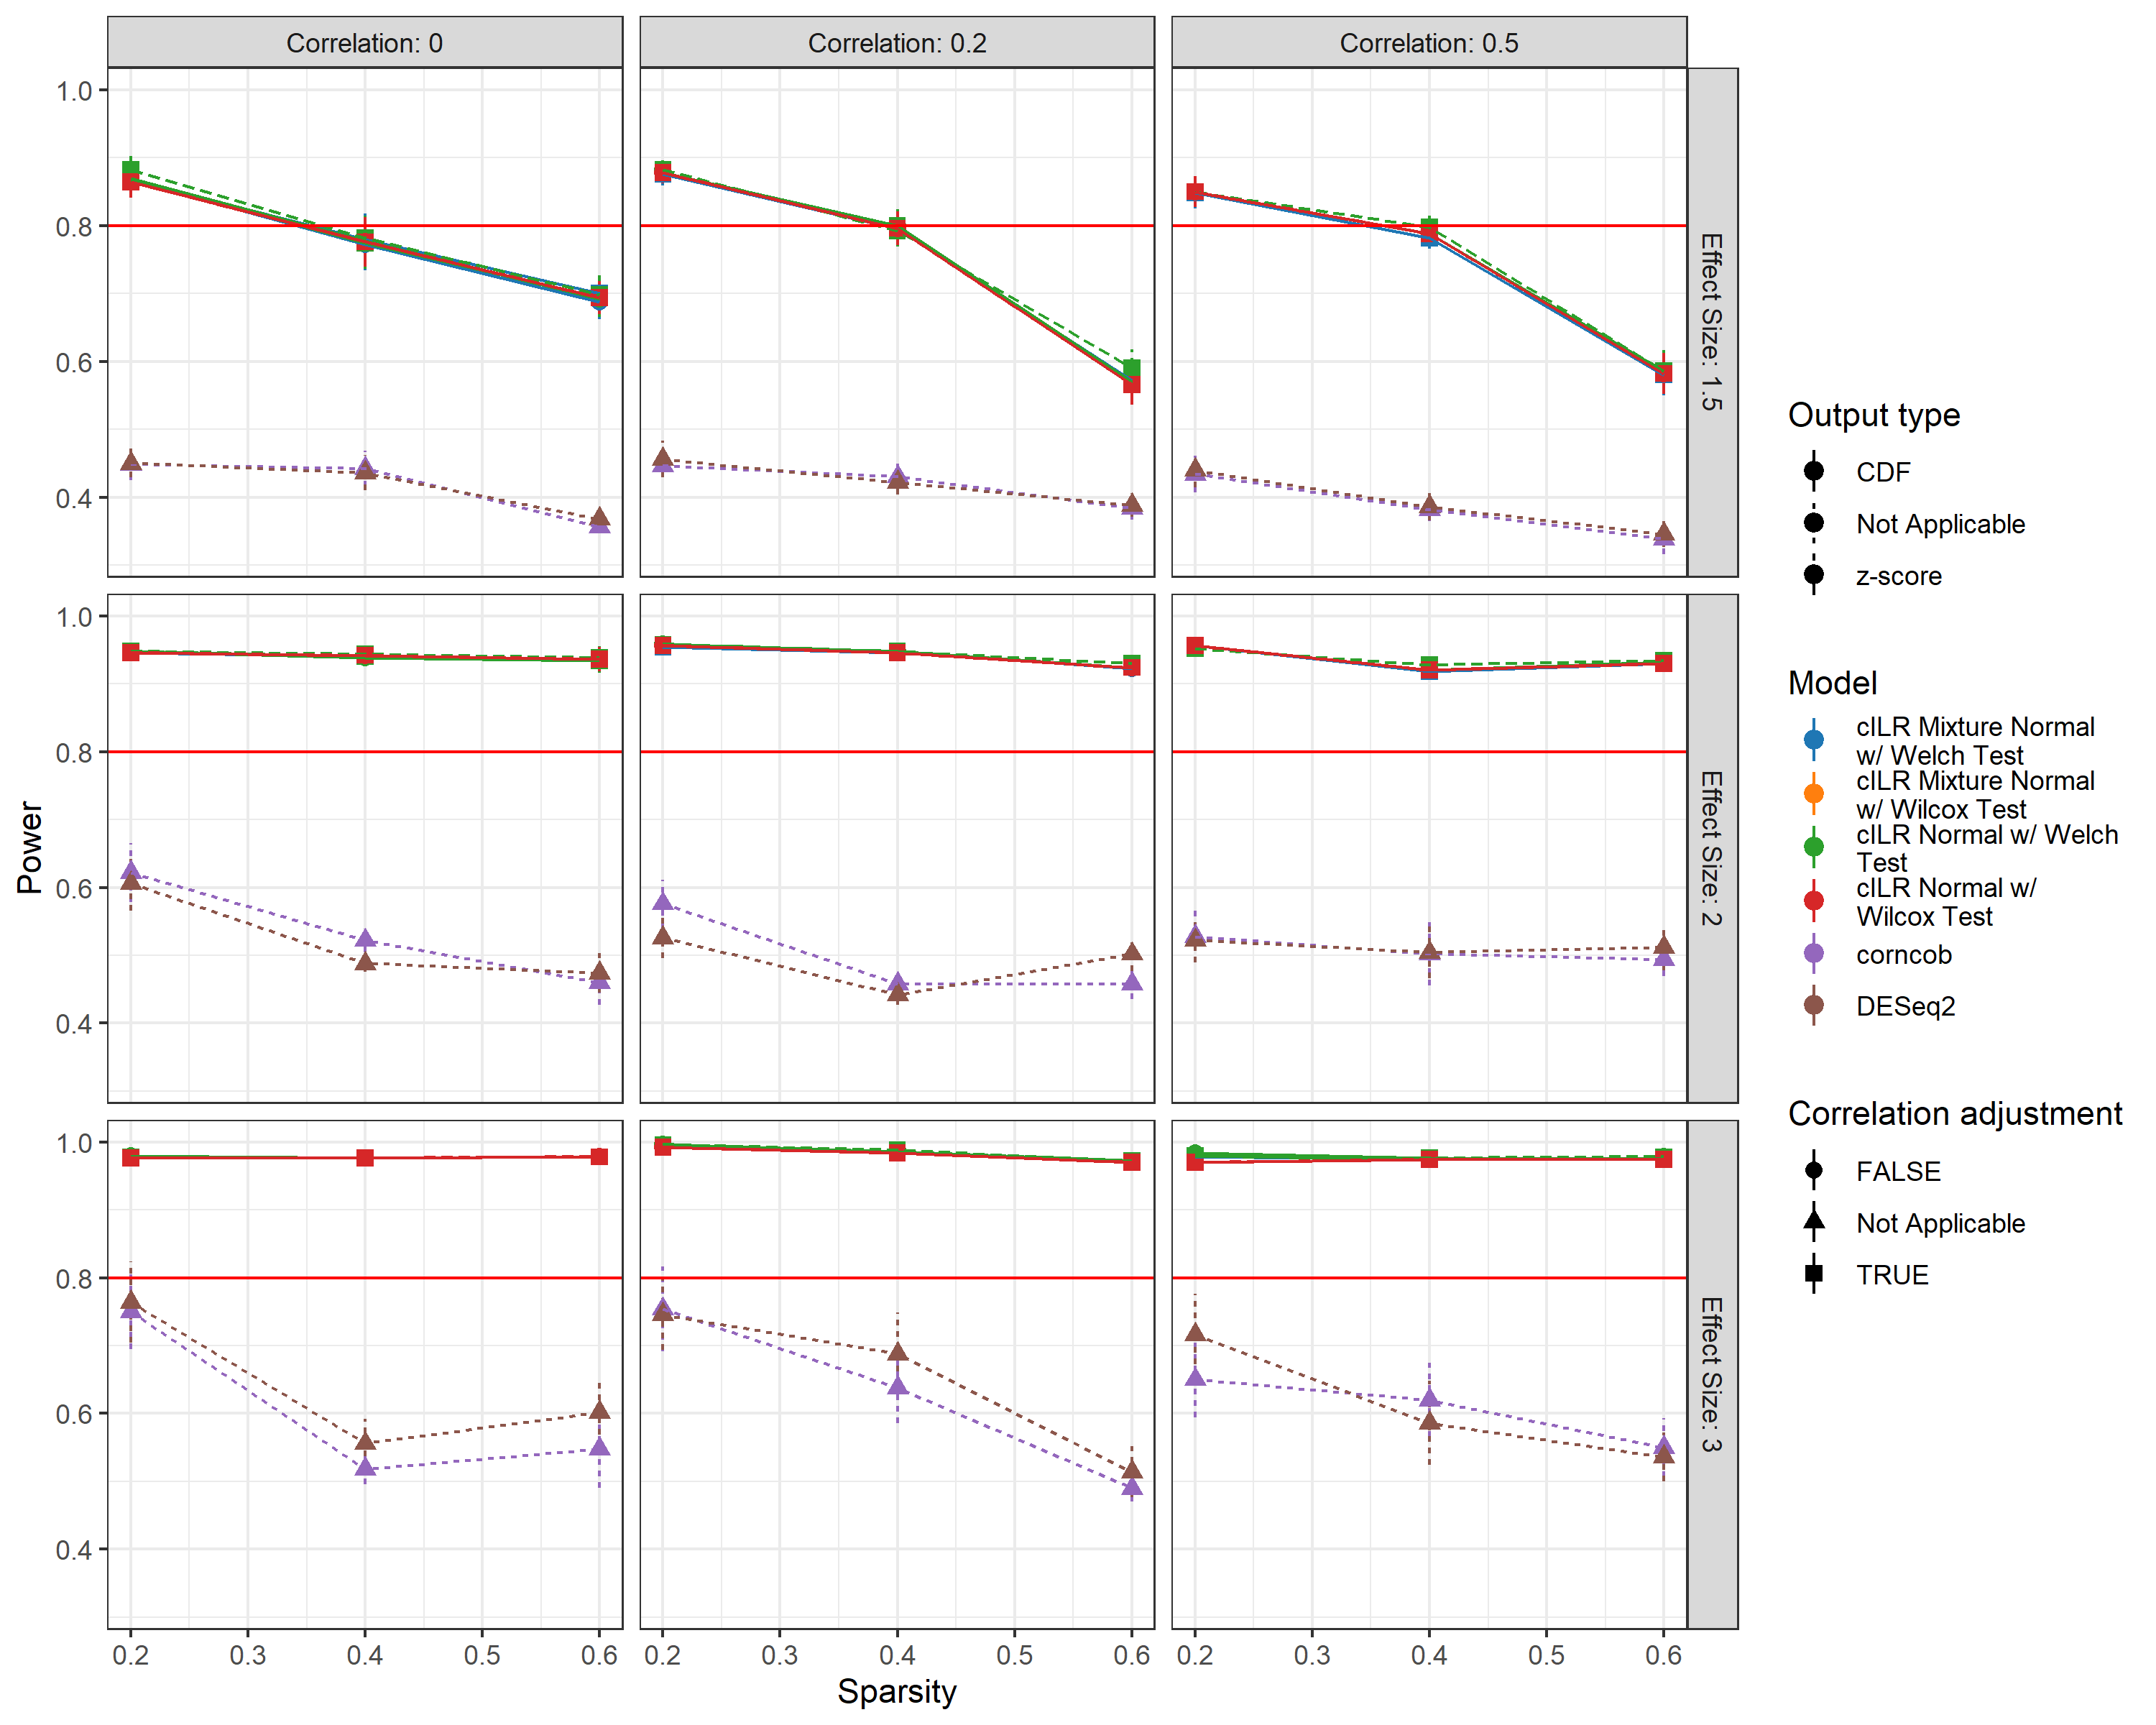 Correlation: 0
Correlation: 0.2
Correlation: 0.5
1.0
0.8
0.6
0.4
Effect Size: 1.5
1.0
0.8
0.6
0.4
Effect Size: 2
1.0
0.8
0.6
0.4
Effect Size: 3
Power
0.2 0.3 0.4 0.5 0.6
0.2 0.3 0.4 0.5 0.6
0.2 0.3 0.4 0.5 0.6
Sparsity
Output type
CDF
Not Applicable
z-score
Model
cILR Mixture Normal
w/ Welch Test
cILR Mixture Normal
w/ Wilcox Test
cILR Normal w/ Welch
Test
cILR Normal w/
Wilcox Test
corncob
DESeq2
Correlation adjustment
FALSE
Not Applicable
TRUE